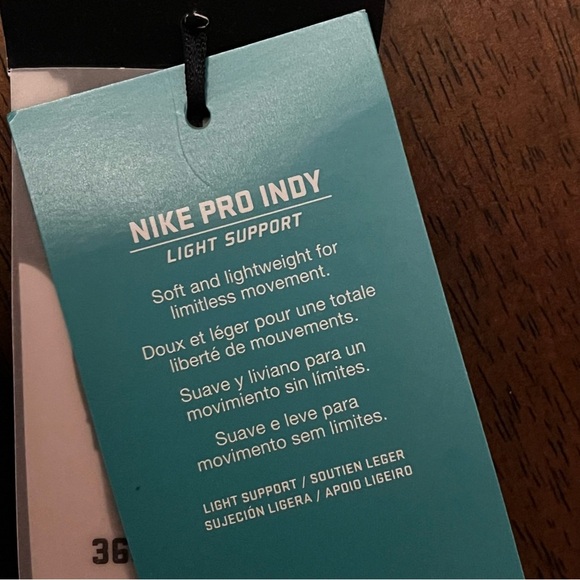 NIKE PRO INDY
LIGHT SUPPORT
Soft and lightweight for
limitless movement.
Doux et léger pour une totale
liberté de mouvements.
Suave y liviano para un
movimiento sin límites.
Suave e leve para
movimento sem limites.
LIGHT SUPPORT / SOUTIEN LEGER
SUJECIÓN LIGERA / APOIO LIGEIRO
36